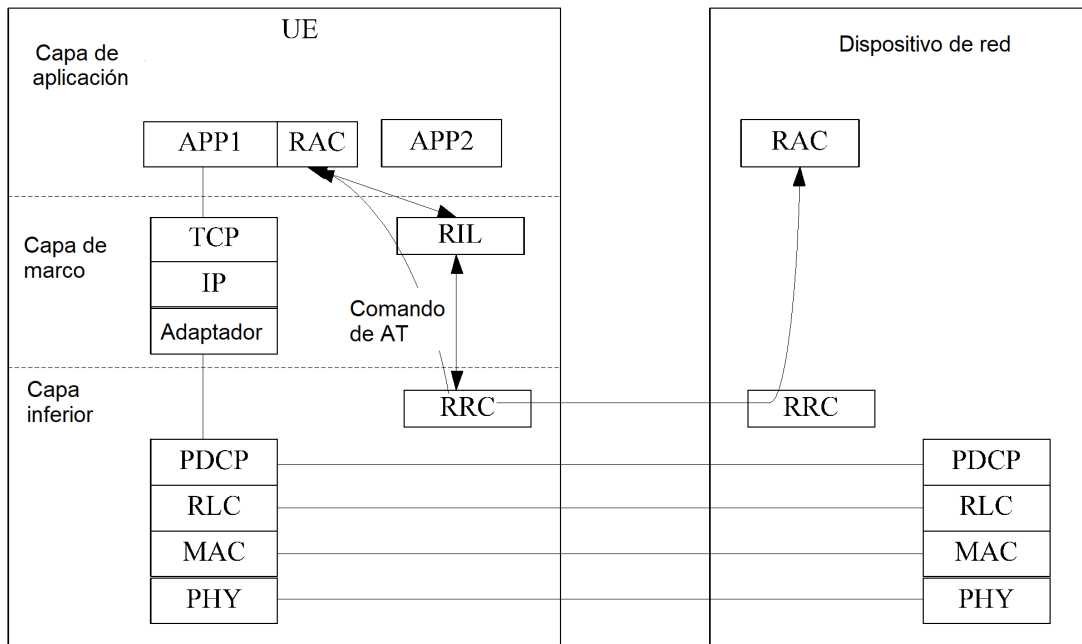 UE
Capa de
aplicación
Dispositivo de red
APP1
RAC
APP2
RAC
Capa de
marco
TCP
RIL
IP
Adaptador
Comando
de AT
Capa
inferior
RRC
RRC
PDCP
PDCP
RLC
RLC
MAC
MAC
PHY
PHY